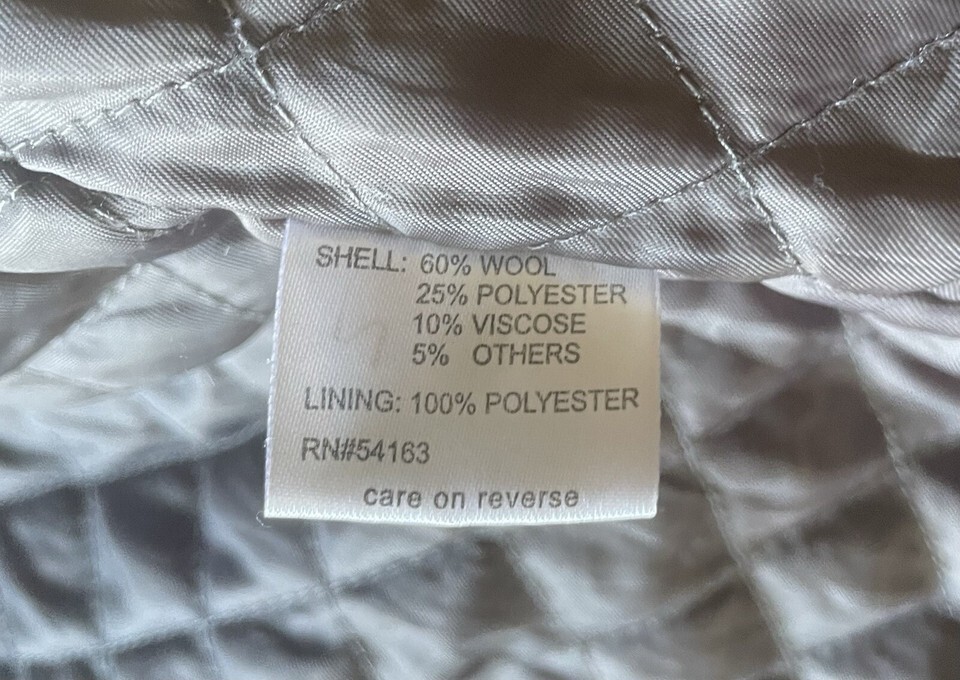 SHELL: 60% WOOL
25% POLYESTER
10% VISCOSE
5% OTHERS
LINING: 100% POLYESTER
RN#54163
care on reverse